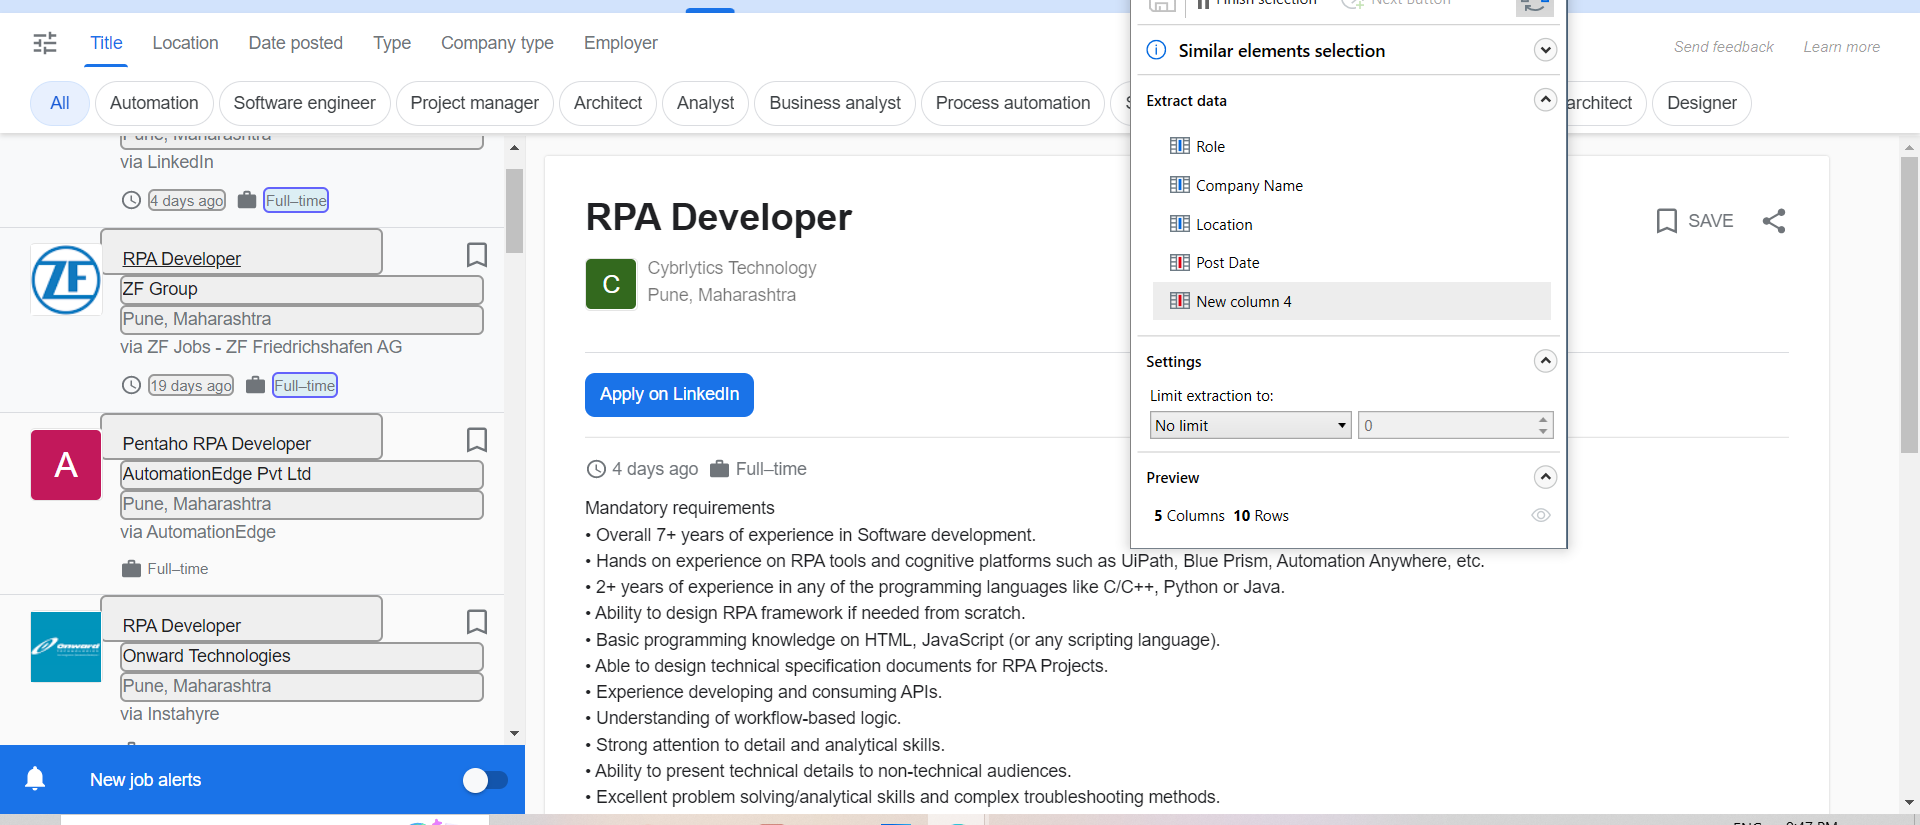 Finish selection
Next Button
Title
Location
Date posted
Type
Company type
Employer
Send feedback
Learn more
All
Automation
Software engineer
Project manager
Architect
Analyst
Business analyst
Process automation
architect
Designer
Pune, Maharashtra
via LinkedIn
4 days ago
Full–time
ZF
RPA Developer
ZF Group
Pune, Maharashtra
via ZF Jobs - ZF Friedrichshafen AG
19 days ago
Full–time
A
Pentaho RPA Developer
AutomationEdge Pvt Ltd
Pune, Maharashtra
via AutomationEdge
Full–time
Onward
RPA Developer
Onward Technologies
Pune, Maharashtra
via Instahyre
New job alerts
RPA Developer
SAVE
C
Cybrlytics Technology
Pune, Maharashtra
Apply on LinkedIn
4 days ago
Full–time
Mandatory requirements
• Overall 7+ years of experience in Software development.
• Hands on experience on RPA tools and cognitive platforms such as UiPath, Blue Prism, Automation Anywhere, etc.
• 2+ years of experience in any of the programming languages like C/C++, Python or Java.
• Ability to design RPA framework if needed from scratch.
• Basic programming knowledge on HTML, JavaScript (or any scripting language).
• Able to design technical specification documents for RPA Projects.
• Experience developing and consuming APIs.
• Understanding of workflow-based logic.
• Strong attention to detail and analytical skills.
• Ability to present technical details to non-technical audiences.
• Excellent problem solving/analytical skills and complex troubleshooting methods.
Similar elements selection
Extract data
Role
Company Name
Location
Post Date
New column 4
Settings
Limit extraction to:
No limit
0
Preview
5 Columns 10 Rows